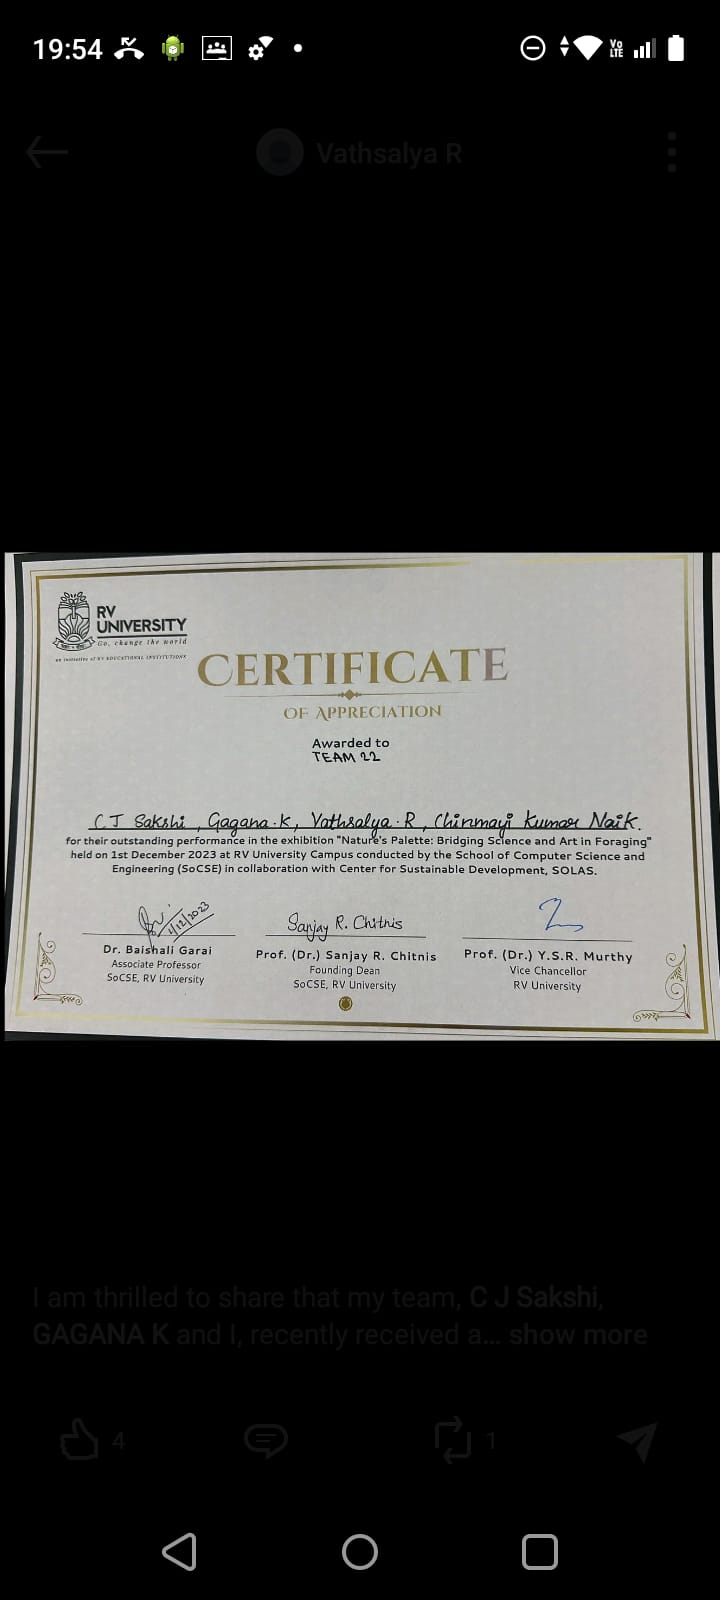 19:54
Vo
LTE
Vathsalya R
RV
UNIVERSITY
Go, change the world
an initiative of RV EDUCATIONAL INSTITUTIONS
CERTIFICATE
OF APPRECIATION
Awarded to
TEAM 22
C J Sakshi, Gagana. K, Vathsalya. R, Chinmayi Kumar Naik.
for their outstanding performance in the exhibition "Nature's Palette: Bridging Science and Art in Foraging"
held on 1st December 2023 at RV University Campus conducted by the School of Computer Science and
Engineering (SoCSE) in collaboration with Center for Sustainable Development, SOLAS.
1/12/2023
Sanjay R. Chitnis
Dr. Baishali Garai
Associate Professor
SoCSE, RV University
Prof. (Dr.) Sanjay R. Chitnis
Founding Dean
SoCSE, RV University
Prof. (Dr.) Y.S.R. Murthy
Vice Chancellor
RV University
I am thrilled to share that my team, C J Sakshi,
GAGANA K and I, recently received a... show more
4
1